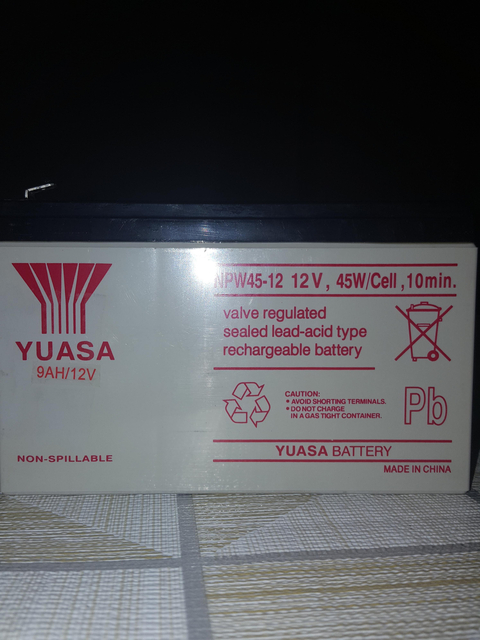 YUASA
9AH/12V
NON-SPILLABLE
NPW45-12 12V, 45W/Cell ,10min.
valve regulated
sealed lead-acid type
rechargeable battery
CAUTION:
• AVOID SHORTING TERMINALS.
• DO NOT CHARGE
IN A GAS TIGHT CONTAINER.
Pb
YUASA BATTERY
MADE IN CHINA